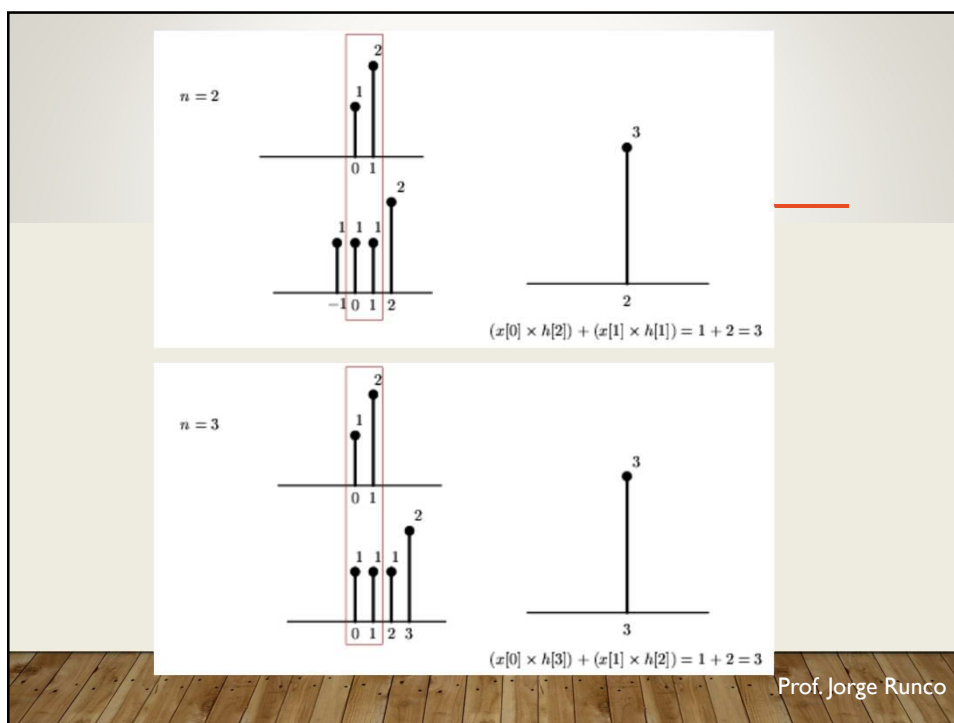 2
n = 2
1
0 1
2
1 1 1
−1 0 1 2
3
2
(x[0] × h[2]) + (x[1] × h[1]) = 1 + 2 = 3
2
n = 3
1
0 1
2
1 1 1
0 1 2 3
3
3
(x[0] × h[3]) + (x[1] × h[2]) = 1 + 2 = 3
Prof. Jorge Runco